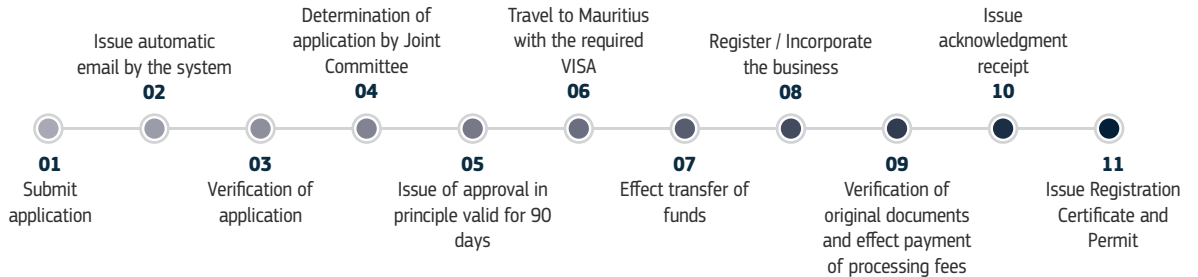 Issue automatic
email by the system
02
Determination of
application by Joint
Committee
04
Travel to Mauritius
with the required
VISA
06
Register / Incorporate
the business
08
Issue
acknowledgment
receipt
10
01
Submit
application
03
Verification of
application
05
Issue of approval in
principle valid for 90
days
07
Effect transfer of
funds
09
Verification of
original documents
and effect payment
of processing fees
11
Issue Registration
Certificate and
Permit